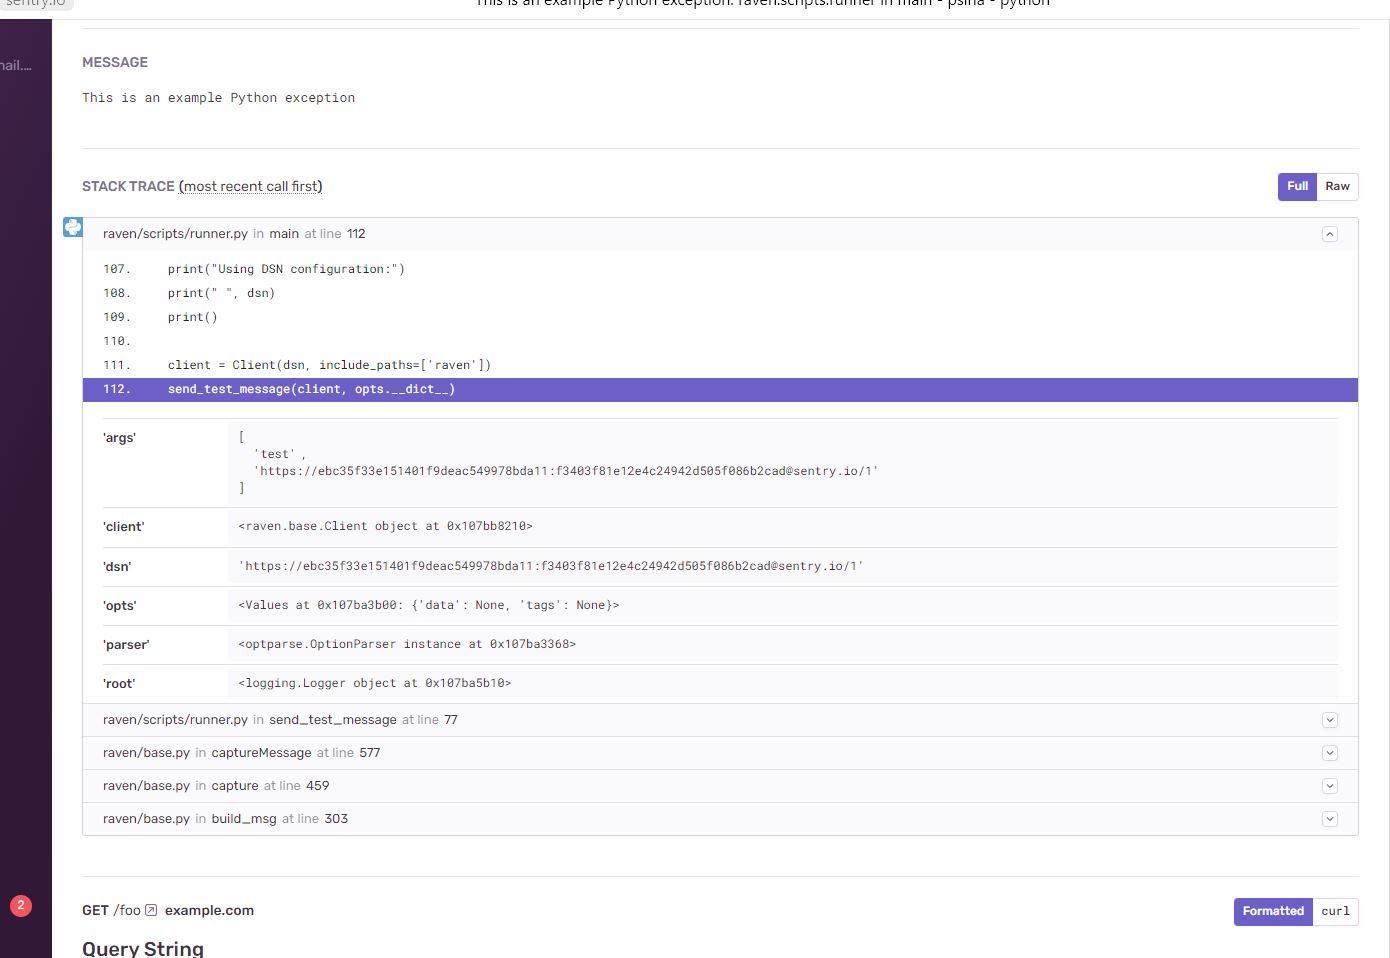 sentry.io
This is an example Python exception: raven.scripts.runner in main - psina - python
nail.…
MESSAGE
This is an example Python exception
STACK TRACE (most recent call first)
Full Raw
raven/scripts/runner.py in main at line 112
107. print("Using DSN configuration:")
108. print(" ", dsn)
109. print()
110.
111. client = Client(dsn, include_paths=['raven'])
112. send_test_message(client, opts.__dict__)
'args' [
'test' ,
'https://ebc35f33e151401f9deac549978bda11:f3403f81e12e4c24942d505f086b2cad@sentry.io/1'
]
'client' <raven.base.Client object at 0x107bb8210>
'dsn' 'https://ebc35f33e151401f9deac549978bda11:f3403f81e12e4c24942d505f086b2cad@sentry.io/1'
'opts' <Values at 0x107ba3b00: {'data': None, 'tags': None}>
'parser' <optparse.OptionParser instance at 0x107ba3368>
'root' <logging.Logger object at 0x107ba5b10>
raven/scripts/runner.py in send_test_message at line 77
raven/base.py in captureMessage at line 577
raven/base.py in capture at line 459
raven/base.py in build_msg at line 303
2
GET /foo example.com
Formatted curl
Query String